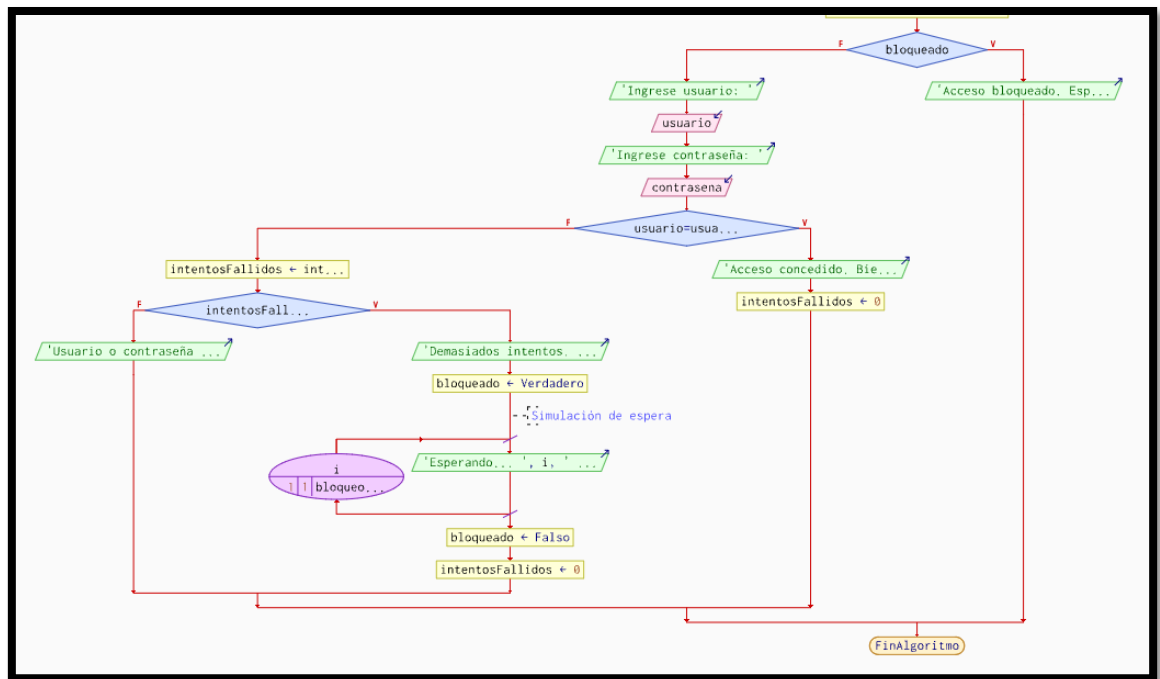 bloqueado
F
V
'Ingrese usuario: '
'Acceso bloqueado. Esp...
usuario
'Ingrese contraseña: '
contrasena
usuario=usua...
F
V
intentosFallidos ← int...
'Acceso concedido. Bie...
intentosFallidos ← 0
intentosFall...
F
V
'Usuario o contraseña ...
'Demasiados intentos. ...
bloqueado ← Verdadero
Simulación de espera
i
1 1 bloqueo...
'Esperando... ', i, ' ...
bloqueado ← Falso
intentosFallidos ← 0
FinAlgoritmo